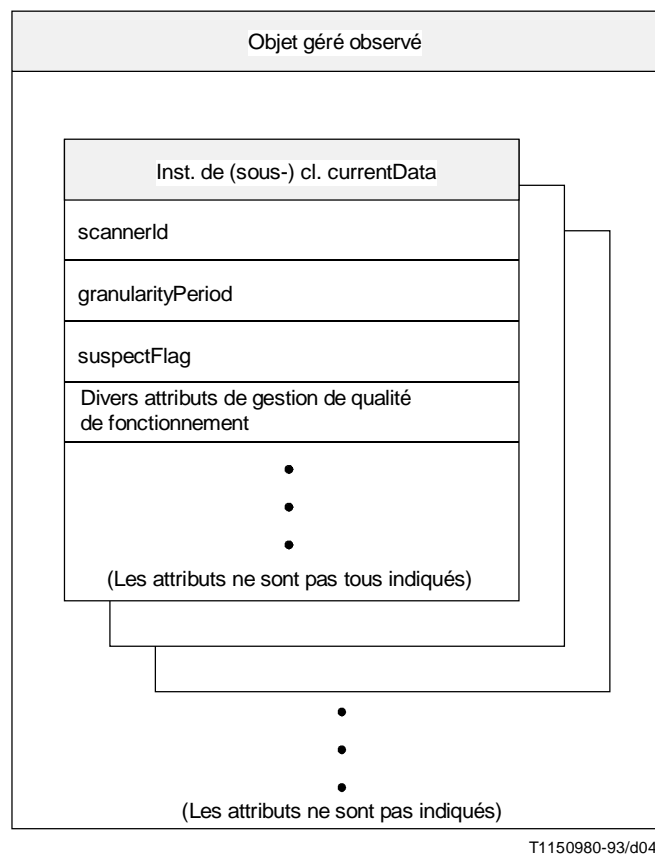 Objet géré observé
Inst. de (sous-) cl. currentData
scannerId
granularityPeriod
suspectFlag
Divers attributs de gestion de qualité
de fonctionnement
(Les attributs ne sont pas tous indiqués)
(Les attributs ne sont pas indiqués)
T1150980-93/d04